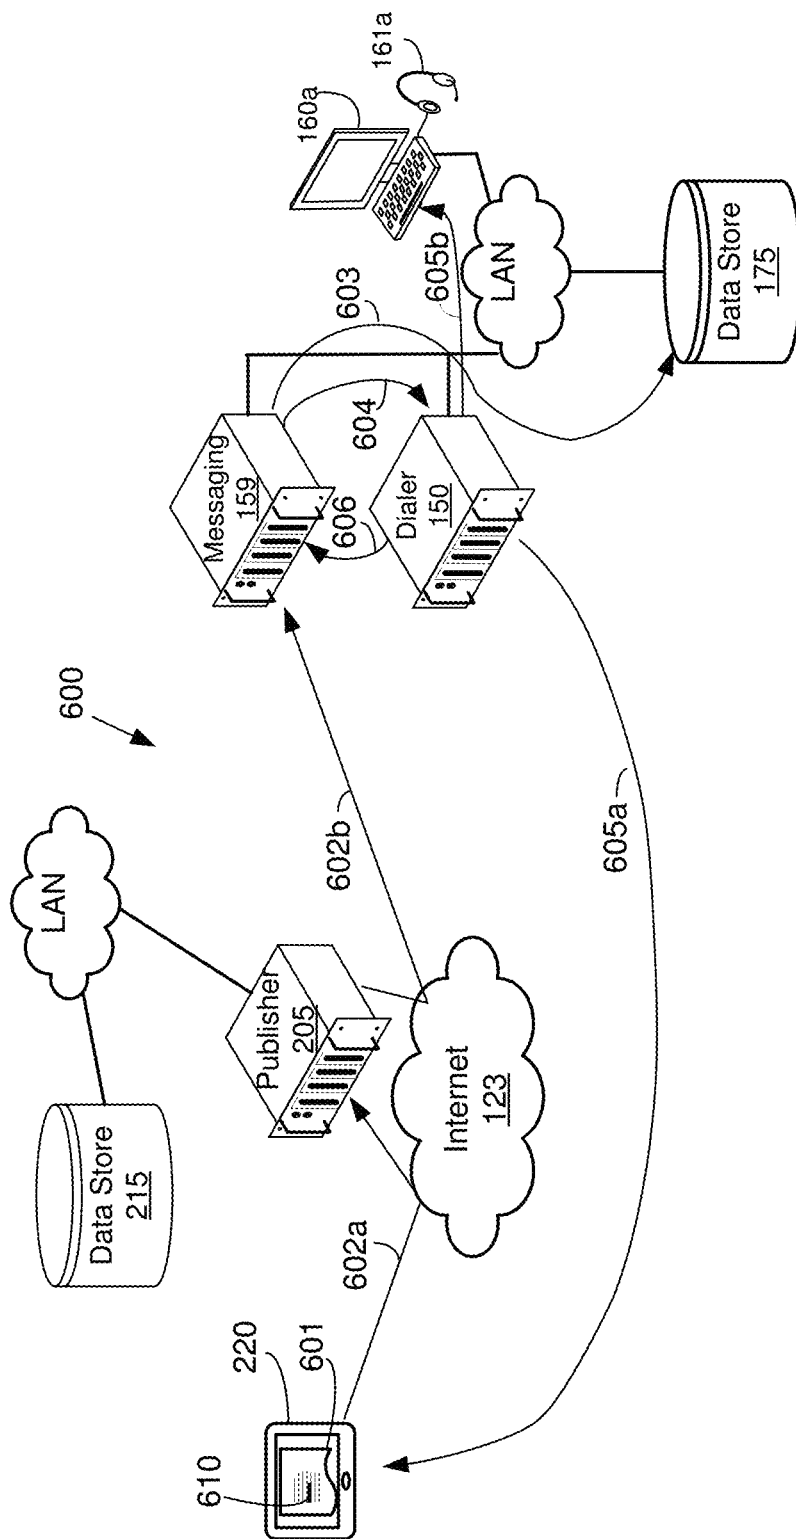 600
610
220
601
602a
Data Store
215
LAN
Publisher
205
Internet
123
602b
Messaging
159
606
Dialer
150
604
603
605b
605a
160a
161a
LAN
Data Store
175